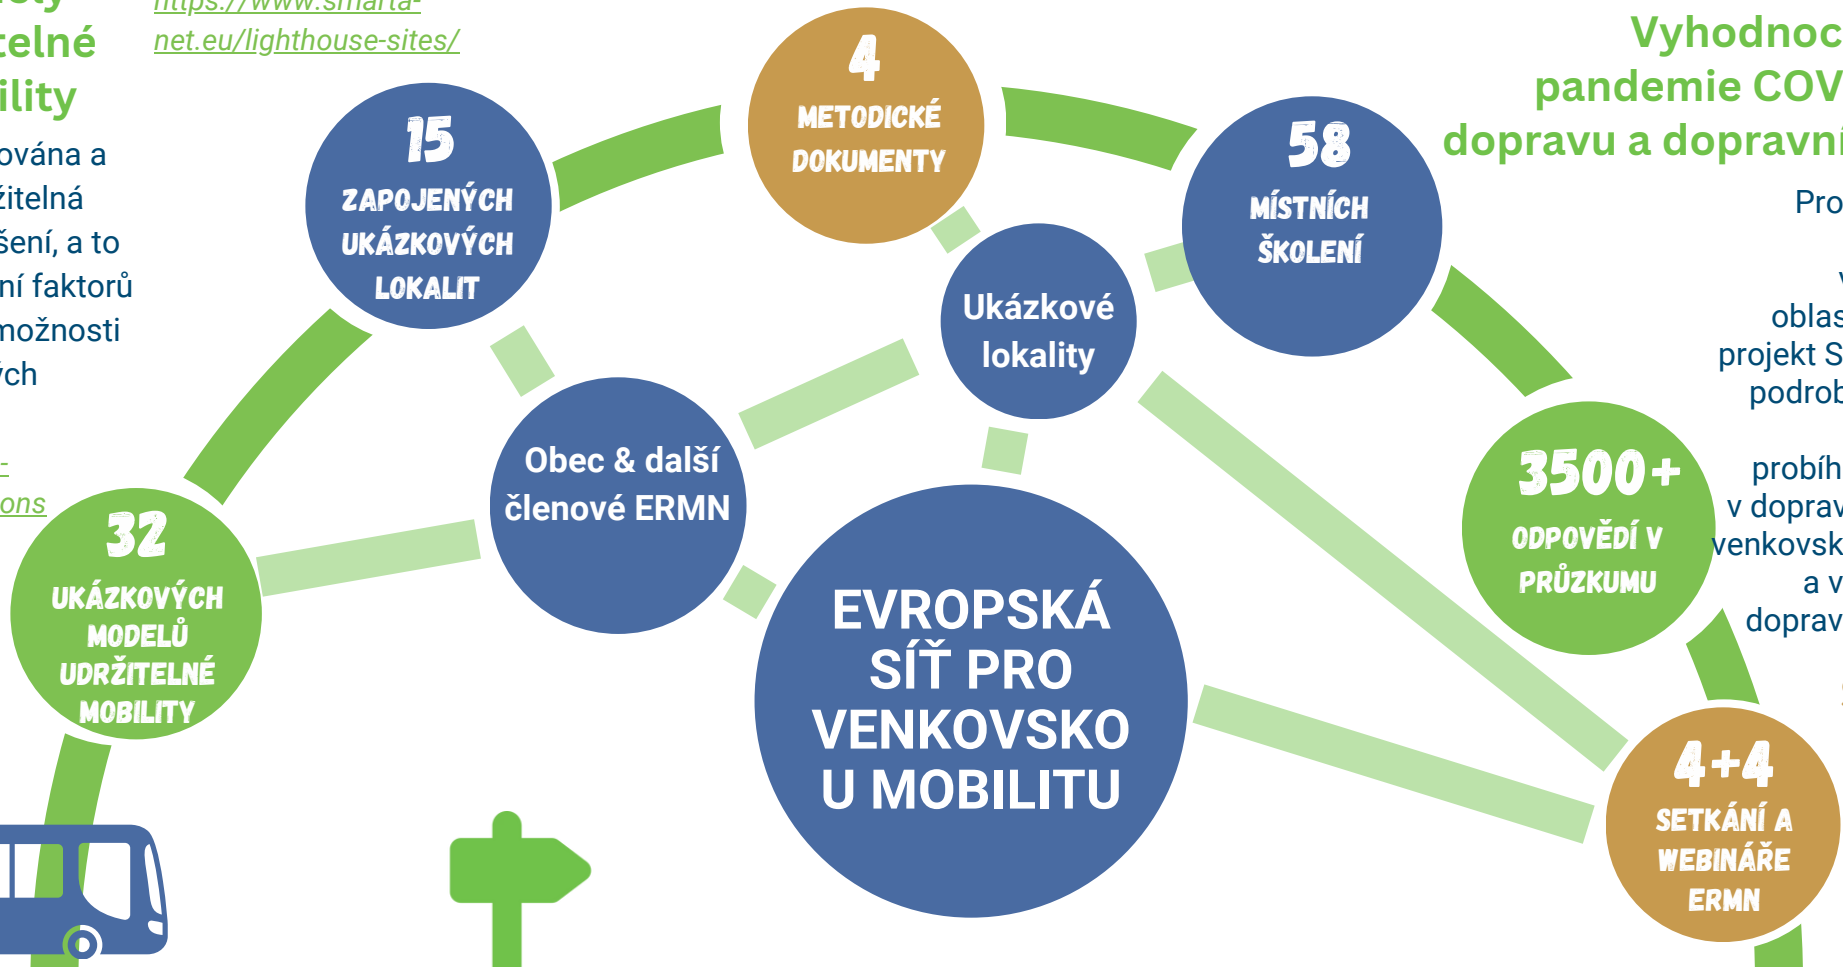 itelné
ility
ována a
žitelná
šení, a to
ní faktorů
možnosti
ých
-
ons
https://www.smarta-
net.eu/lighthouse-sites/
15
ZAPOJENÝCH
UKÁZKOVÝCH
LOKALIT
4
METODICKÉ
DOKUMENTY
58
MÍSTNÍCH
ŠKOLENÍ
Ukázkové
lokality
Obec & další
členové ERMN
32
UKÁZKOVÝCH
MODELŮ
UDRŽITELNÉ
MOBILITY
EVROPSKÁ
SÍŤ PRO
VENKOVSKO
U MOBILITU
3500+
ODPOVĚDÍ V
PRŮZKUMU
4+4
SETKÁNÍ A
WEBINÁŘE
ERMN
Vyhodnoc
pandemie COV
dopravu a dopravní
Pro
v
oblas
projekt S
podrob
probíh
v doprav
venkovsk
a v
doprav